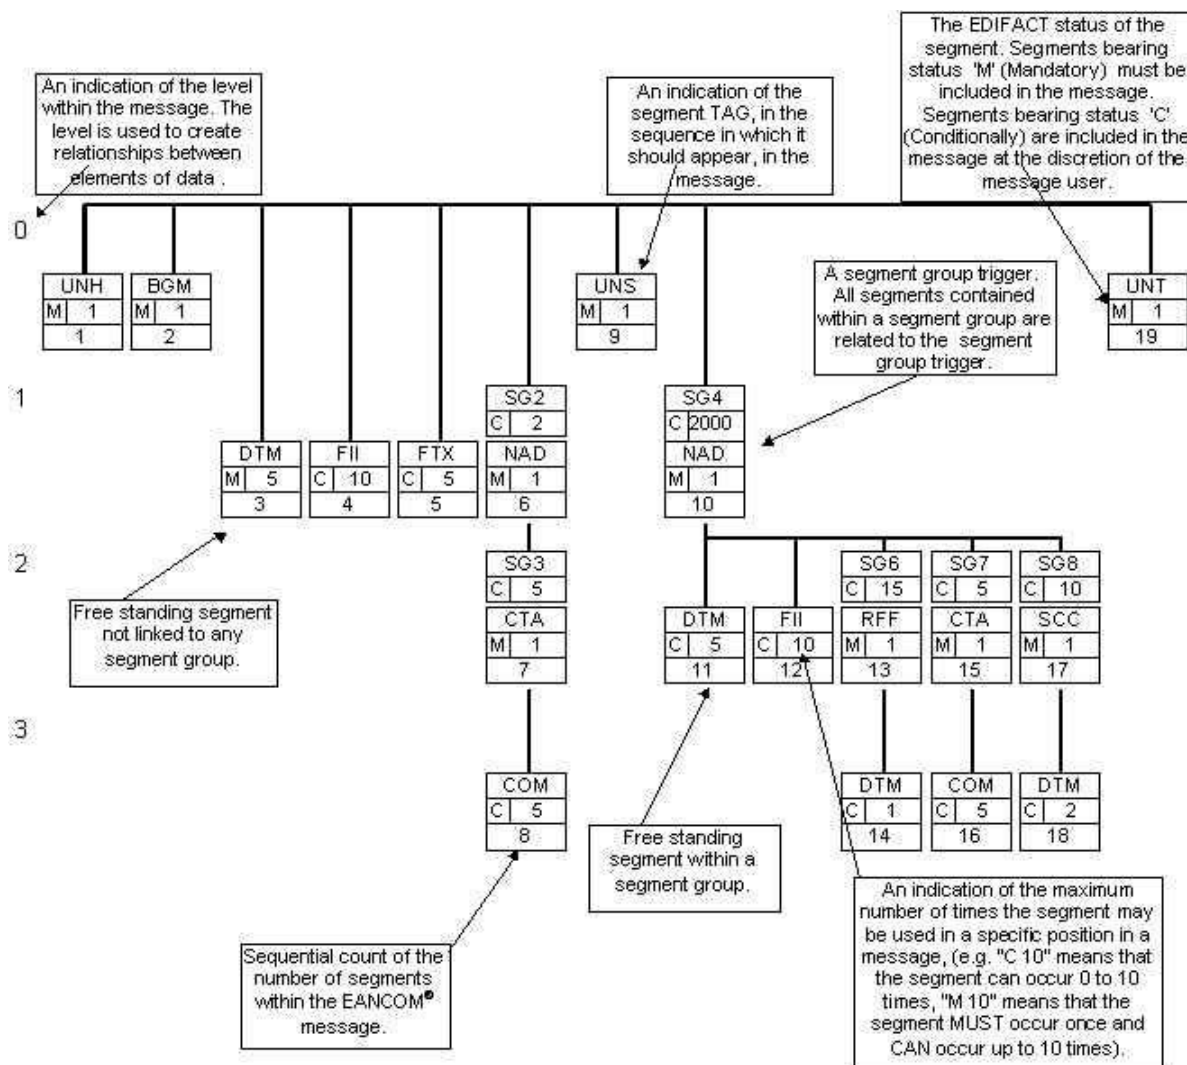 The EDIFACT status of the
segment. Segments bearing
status 'M' (Mandatory) must be
included in the message.
Segments bearing status 'C'
(Conditionally) are included in the
message at the discretion of the
message user.
An indication of the level
within the message. The
level is used to create
relationships between
elements of data .
An indication of the
segment TAG, in the
sequence in which it
should appear, in the
message.
0
UNH
M 1
1
BGM
M 1
2
UNS
M 1
9
A segment group trigger.
All segments contained
within a segment group are
related to the segment
group trigger.
UNT
M 1
19
1
SG2
C 2
SG4
C 2000
DTM
M 5
3
FII
C 10
4
FTX
C 5
5
NAD
M 1
6
NAD
M 1
10
2
SG3
C 5
SG6
C 15
SG7
C 5
SG8
C 10
Free standing segment
not linked to any
segment group.
CTA
M 1
7
DTM
C 5
11
FII
C 10
12
RFF
M 1
13
CTA
M 1
15
SCC
M 1
17
3
COM
C 5
8
DTM
C 1
14
COM
C 5
16
DTM
C 2
18
Free standing
segment within a
segment group.
Sequential count of the
number of segments
within the EANCOM®
message.
An indication of the maximum
number of times the segment may
be used in a specific position in a
message, (e.g. "C 10" means that
the segment can occur 0 to 10
times, "M 10" means that the
segment MUST occur once and
CAN occur up to 10 times).